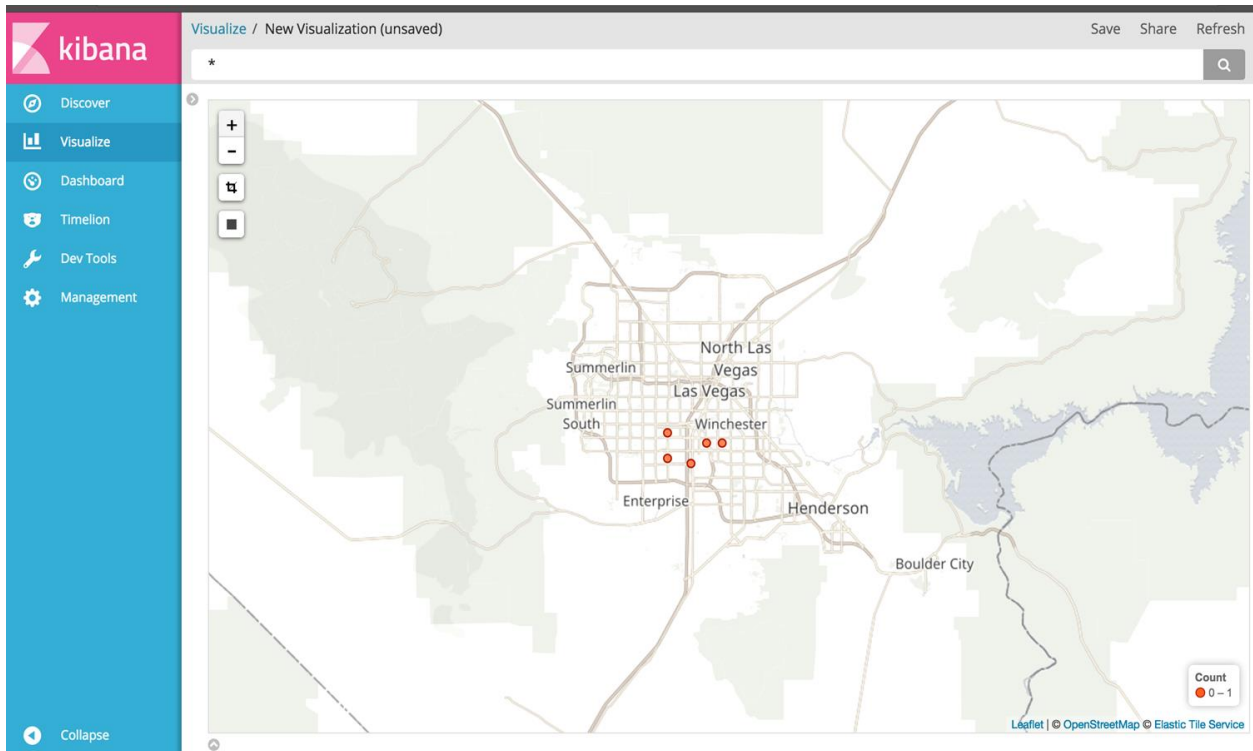 kibana
Visualize / New Visualization (unsaved)
Save Share Refresh
*
Discover
Visualize
Dashboard
Timelion
Dev Tools
Management
Collapse
+
-
North Las
Vegas
Summerlin
Las Vegas
Summerlin
South
Winchester
Enterprise
Henderson
Boulder City
Count
0 – 1
Leaflet | © OpenStreetMap © Elastic Tile Service